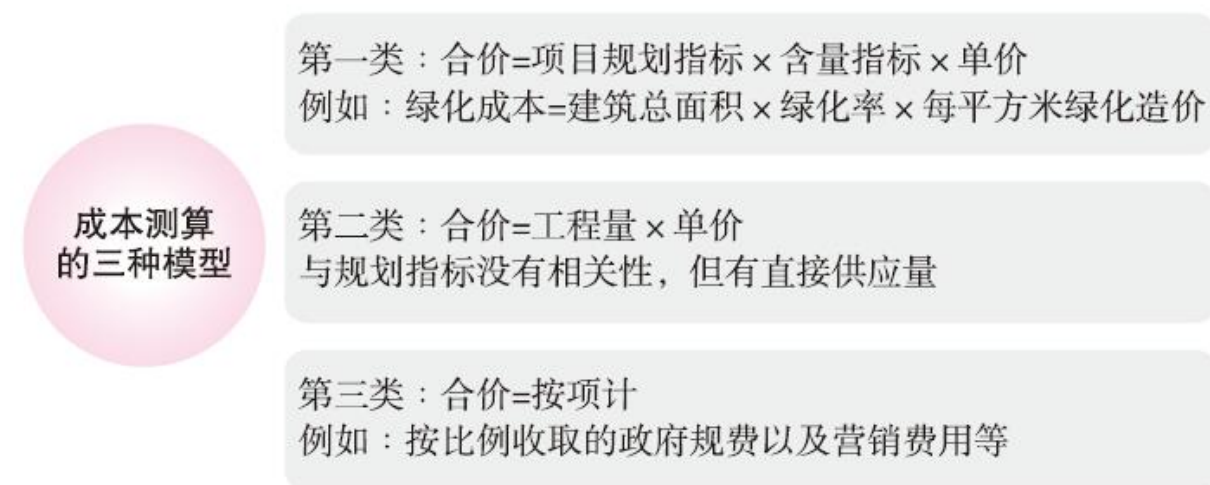 成本测算
的三种模型
第一类：合价=项目规划指标×含量指标×单价
例如：绿化成本=建筑总面积×绿化率×每平方米绿化造价
第二类：合价=工程量×单价
与规划指标没有相关性，但有直接供应量
第三类：合价=按项计
例如：按比例收取的政府规费以及营销费用等